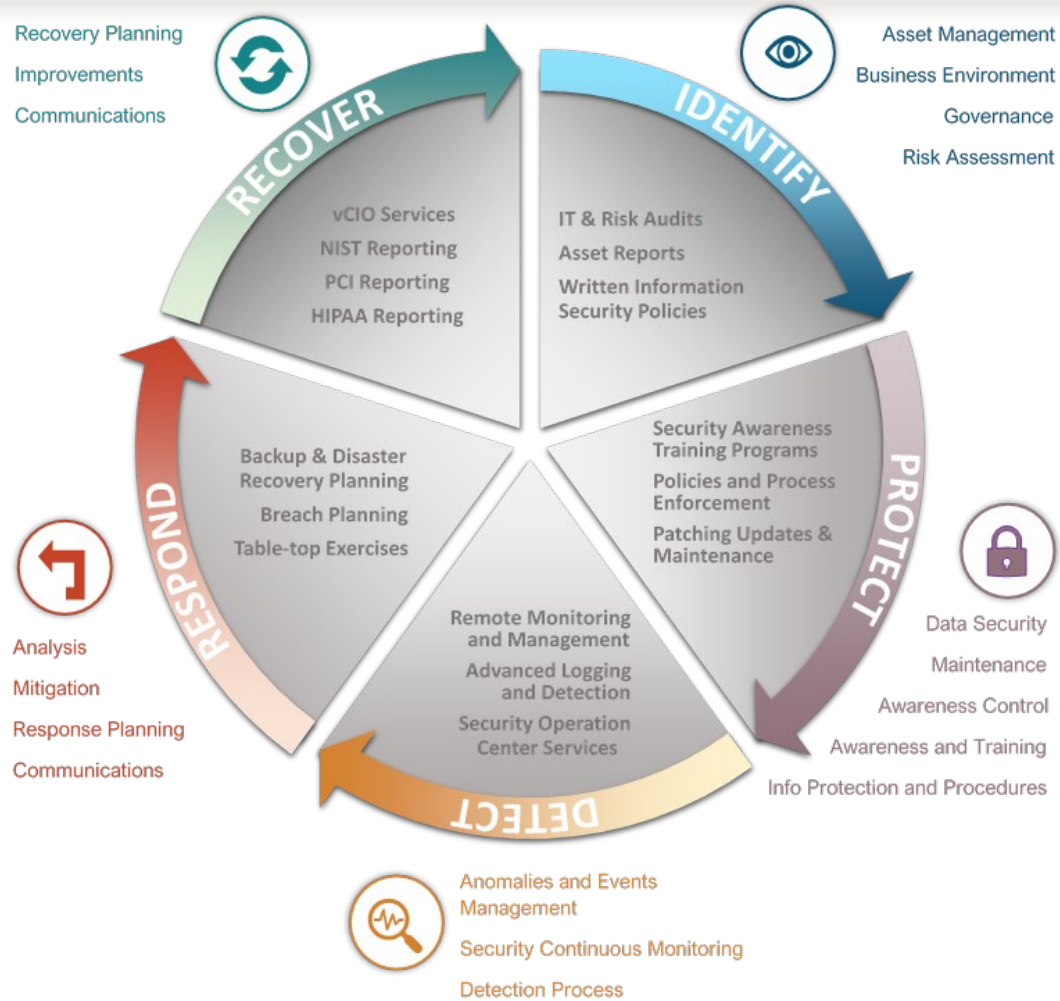 Recovery Planning
Improvements
Communications
RECOVER
vCIO Services
NIST Reporting
PCI Reporting
HIPAA Reporting
Asset Management
Business Environment
Governance
Risk Assessment
IDENTIFY
IT & Risk Audits
Asset Reports
Written Information
Security Policies
PROTECT
Security Awareness
Training Programs
Policies and Process
Enforcement
Patching Updates &
Maintenance
Data Security
Maintenance
Awareness Control
Awareness and Training
Info Protection and Procedures
DETECT
Remote Monitoring
and Management
Advanced Logging
and Detection
Security Operation
Center Services
Anomalies and Events
Management
Security Continuous Monitoring
Detection Process
RESPOND
Backup & Disaster
Recovery Planning
Breach Planning
Table-top Exercises
Analysis
Mitigation
Response Planning
Communications